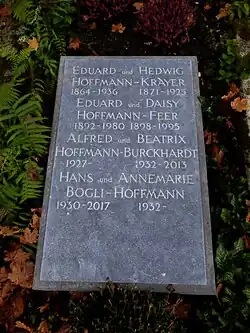 EDUARD und HEDWIG
HOFFMANN-KRAYER
1864-1936 1871-1925
EDUARD und DAISY
HOFFMANN-FEER
1892-1980 1898-1995
ALFRED und BEATRIX
HOFFMANN-BURCKHARDT
1927- 1932-2013
HANS und ANNEMARIE
BÖGLI-HOFFMANN
1930-2017 1932-